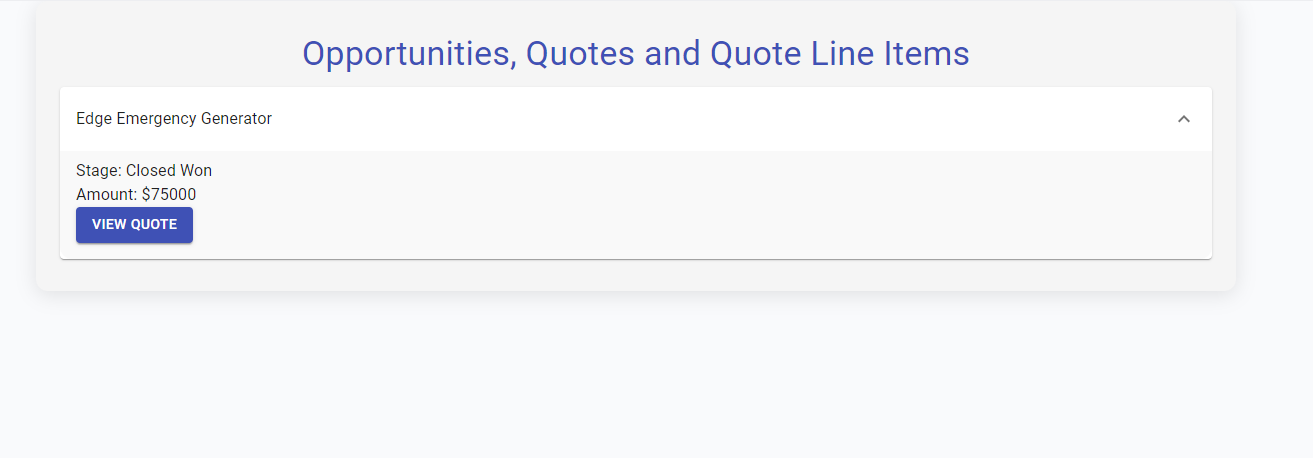 Opportunities, Quotes and Quote Line Items
Edge Emergency Generator
Stage: Closed Won
Amount: $75000
VIEW QUOTE